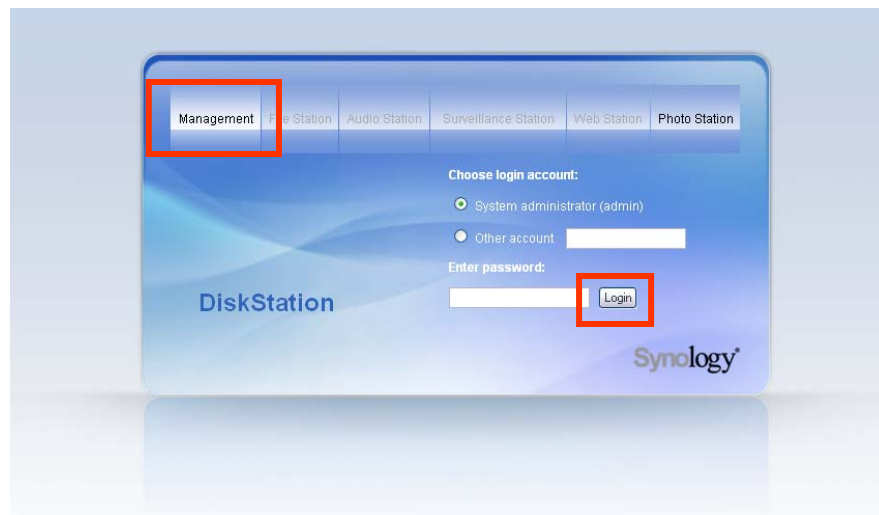 Management File Station Audio Station Surveillance Station Web Station Photo Station
Choose login account:
System administrator (admin)
Other account
Enter password:
DiskStation Login
Synology